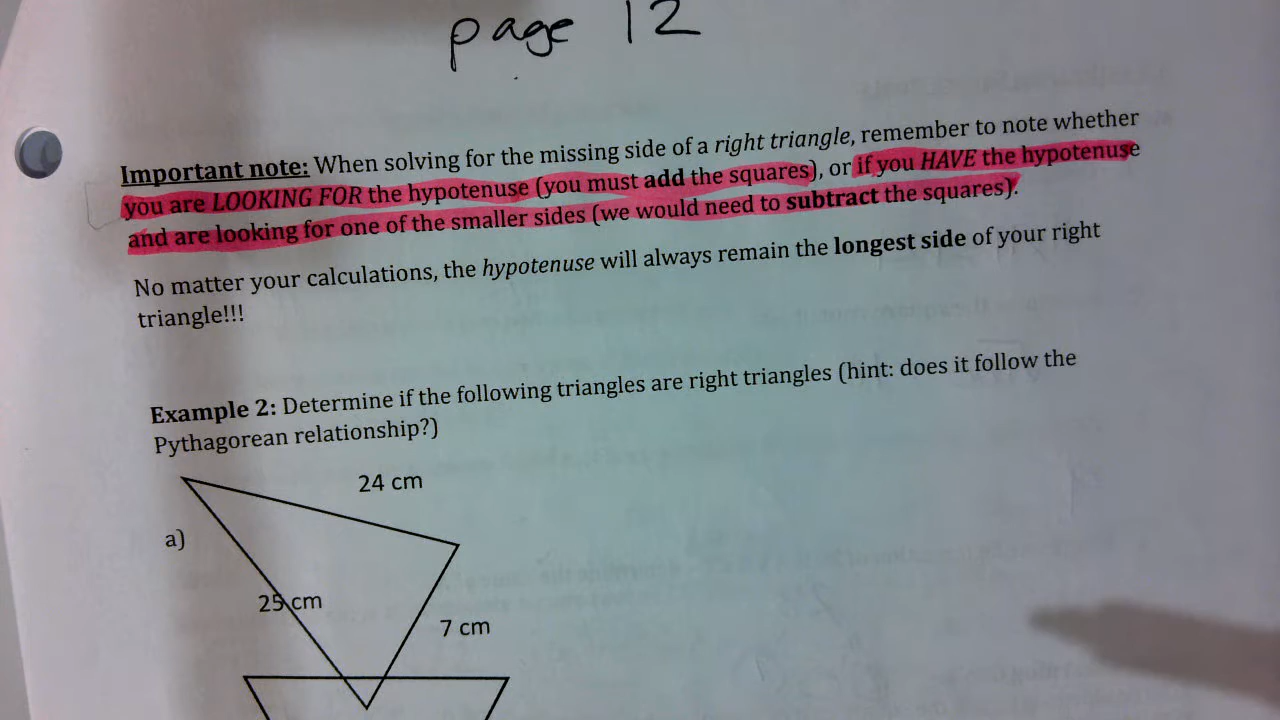 page 12
Important note: When solving for the missing side of a right triangle, remember to note whether
you are LOOKING FOR the hypotenuse (you must add the squares), or if you HAVE the hypotenuse
and are looking for one of the smaller sides (we would need to subtract the squares).
No matter your calculations, the hypotenuse will always remain the longest side of your right
triangle!!!
Example 2: Determine if the following triangles are right triangles (hint: does it follow the
Pythagorean relationship?)
24 cm
a)
25 cm
7 cm